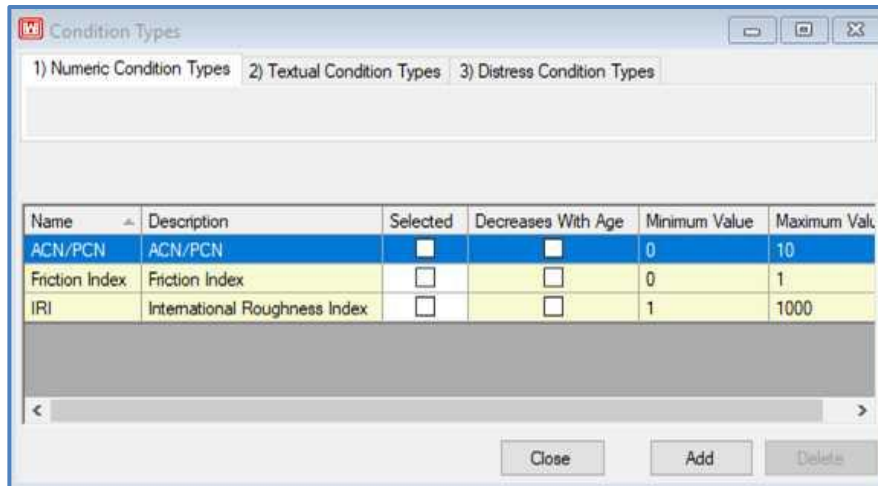 Condition Types
1) Numeric Condition Types 2) Textual Condition Types 3) Distress Condition Types
Name Description Selected Decreases With Age Minimum Value Maximum Valu
ACN/PCN ACN/PCN 0 10
Friction Index Friction Index 0 1
IRI International Roughness Index 1 1000
Close Add Delete